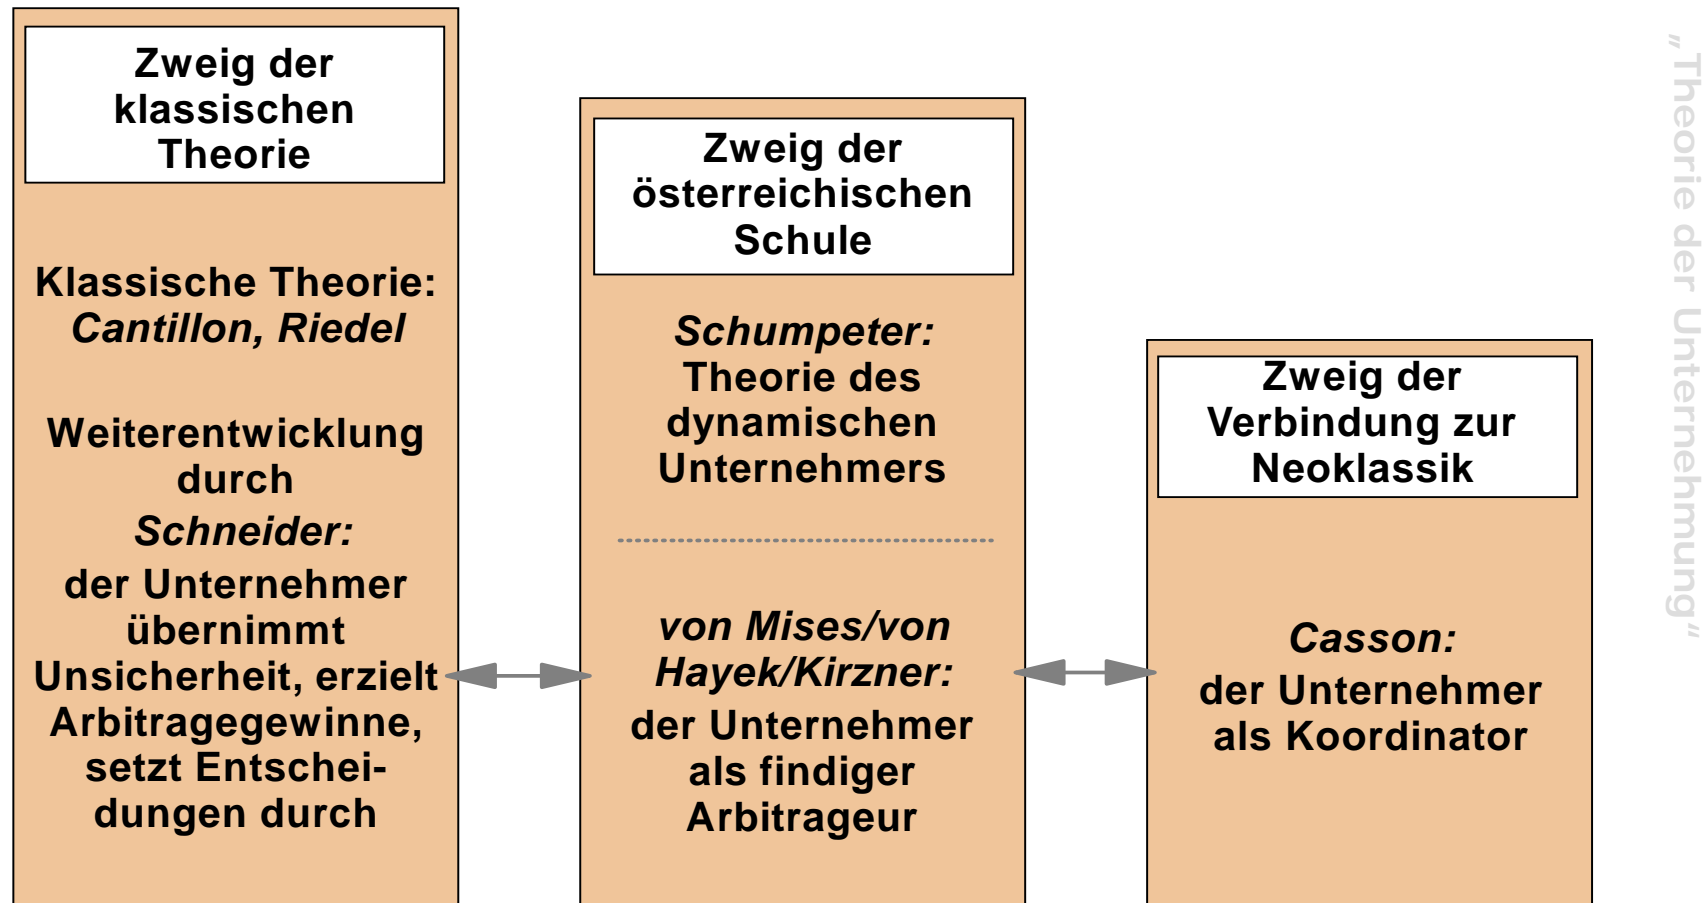 Zweig der
klassischen
Theorie
Klassische Theorie:
Cantillon, Riedel
Weiterentwicklung
durch
Schneider:
der Unternehmer
übernimmt
Unsicherheit, erzielt
Arbitragegewinne,
setzt Entschei-
dungen durch
Zweig der
österreichischen
Schule
Schumpeter:
Theorie des
dynamischen
Unternehmers
von Mises/von
Hayek/Kirzner:
der Unternehmer
als findiger
Arbitrageur
Zweig der
Verbindung zur
Neoklassik
Casson:
der Unternehmer
als Koordinator
„Theorie der Unternehmung“